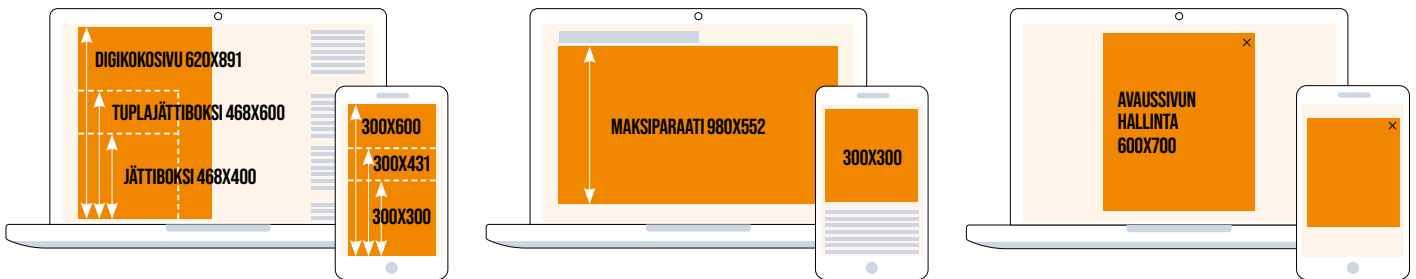 DIGIKOKOSIVU 620X891
TUPLAJÄTTIBOKSI 468X600
JÄTTIBOKSI 468X400
300X600
300X431
300X300
MAKSIPARAATI 980X552
300X300
AVAUSSIVUN
HALLINTA
600X700